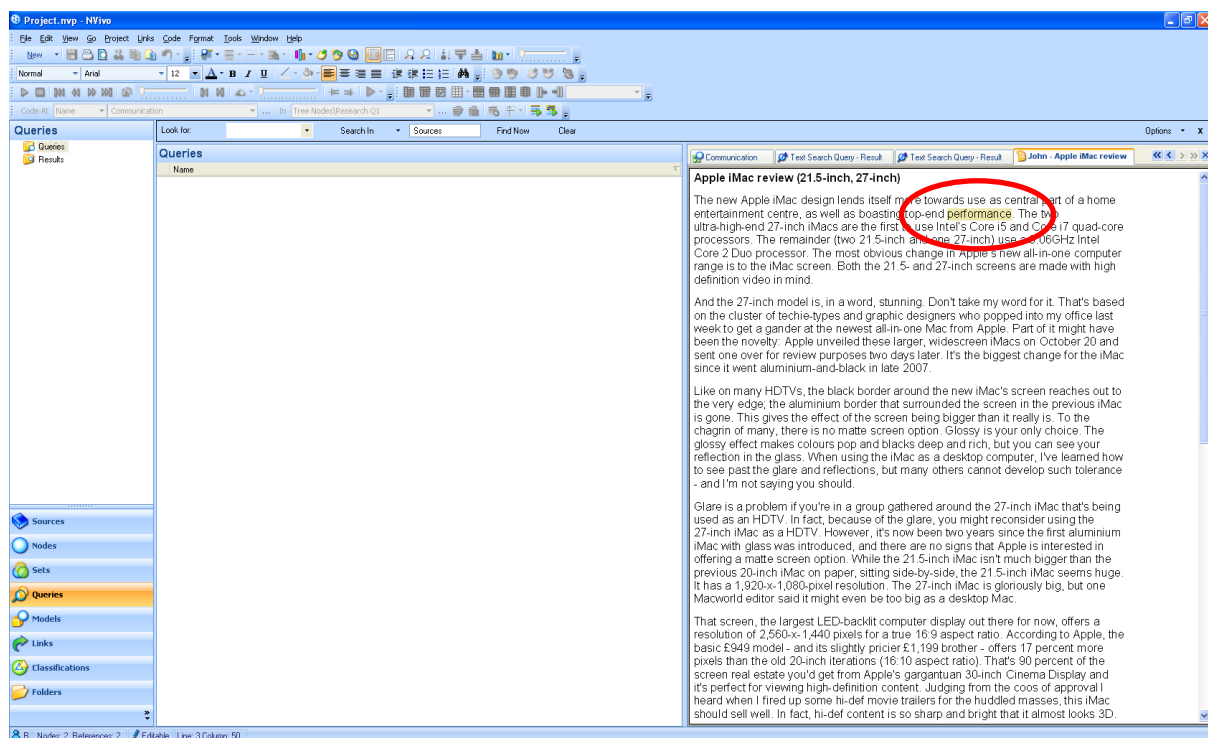 Project.nvp - NVivo
File Edit View Go Project Links Code Format Tools Window Help
New
Normal Arial 12 A B I U
Code At Name Communication In Tree Nodes\Research Q1
Queries Look for: Search In Sources Find Now Clear Options x
Queries
Results
Queries
Name
Communication Text Search Query - Result Text Search Query - Result John - Apple iMac review
Apple iMac review (21.5-inch, 27-inch)
The new Apple iMac design lends itself more towards use as central part of a home
entertainment centre, as well as boasting top-end performance. The two
ultra-high-end 27-inch iMacs are the first to use Intel's Core i5 and Core i7 quad-core
processors. The remainder (two 21.5-inch and one 27-inch) use a 3.06GHz Intel
Core 2 Duo processor. The most obvious change in Apple's new all-in-one computer
range is to the iMac screen. Both the 21.5- and 27-inch screens are made with high
definition video in mind.
And the 27-inch model is, in a word, stunning. Don't take my word for it. That's based
on the cluster of techie-types and graphic designers who popped into my office last
week to get a gander at the newest all-in-one Mac from Apple. Part of it might have
been the novelty: Apple unveiled these larger, widescreen iMacs on October 20 and
sent one over for review purposes two days later. It's the biggest change for the iMac
since it went aluminium-and-black in late 2007.
Like on many HDTVs, the black border around the new iMac's screen reaches out to
the very edge; the aluminium border that surrounded the screen in the previous iMac
is gone. This gives the effect of the screen being bigger than it really is. To the
chagrin of many, there is no matte screen option. Glossy is your only choice. The
glossy effect makes colours pop and blacks deep and rich, but you can see your
reflection in the glass. When using the iMac as a desktop computer, I've learned how
to see past the glare and reflections, but many others cannot develop such tolerance
- and I'm not saying you should.
Glare is a problem if you're in a group gathered around the 27-inch iMac that's being
used as an HDTV. In fact, because of the glare, you might reconsider using the
27-inch iMac as a HDTV. However, it's now been two years since the first aluminium
iMac with glass was introduced, and there are no signs that Apple is interested in
offering a matte screen option. While the 21.5-inch iMac isn't much bigger than the
previous 20-inch iMac on paper, sitting side-by-side, the 21.5-inch iMac seems huge.
It has a 1,920-x-1,080-pixel resolution. The 27-inch iMac is gloriously big, but one
Macworld editor said it might even be too big as a desktop Mac.
That screen, the largest LED-backlit computer display out there for now, offers a
resolution of 2,560-x-1,440 pixels for a true 16:9 aspect ratio. According to Apple, the
basic £949 model - and its slightly pricier £1,199 brother - offers 17 percent more
pixels than the old 20-inch iterations (16:10 aspect ratio). That's 90 percent of the
screen real estate you'd get from Apple's gargantuan 30-inch Cinema Display and
it's perfect for viewing high-definition content. Judging from the coos of approval I
heard when I fired up some hi-def movie trailers for the huddled masses, this iMac
should sell well. In fact, hi-def content is so sharp and bright that it almost looks 3D.
Sources
Nodes
Sets
Queries
Models
Links
Classifications
Folders
B Nodes: 2 References: 2 Editable Line: 3 Column: 50